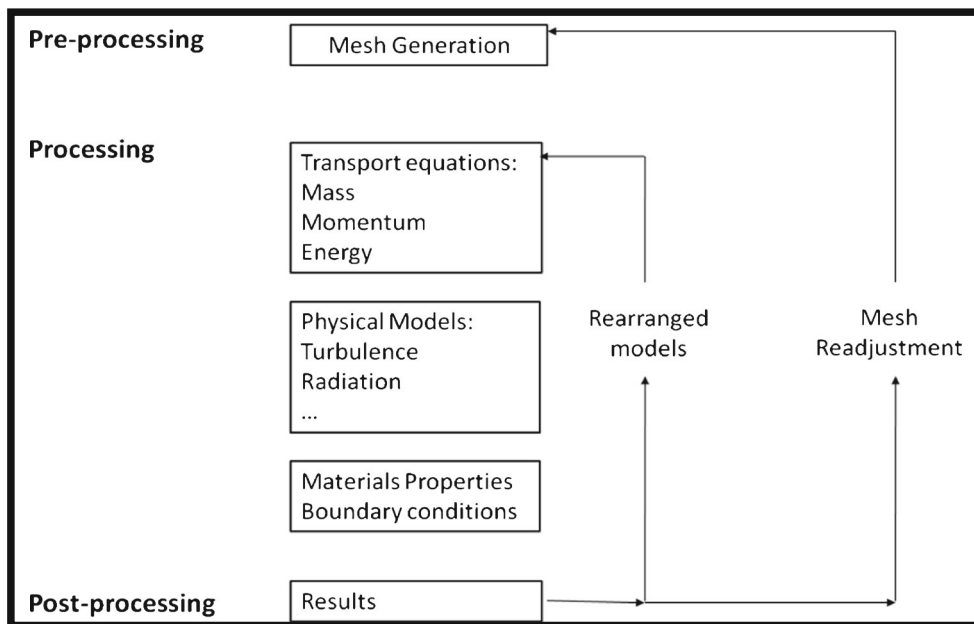 Pre-processing
Mesh Generation
Processing
Transport equations:
Mass
Momentum
Energy
Physical Models:
Turbulence
Radiation
...
Rearranged
models
Mesh
Readjustment
Materials Properties
Boundary conditions
Post-processing
Results